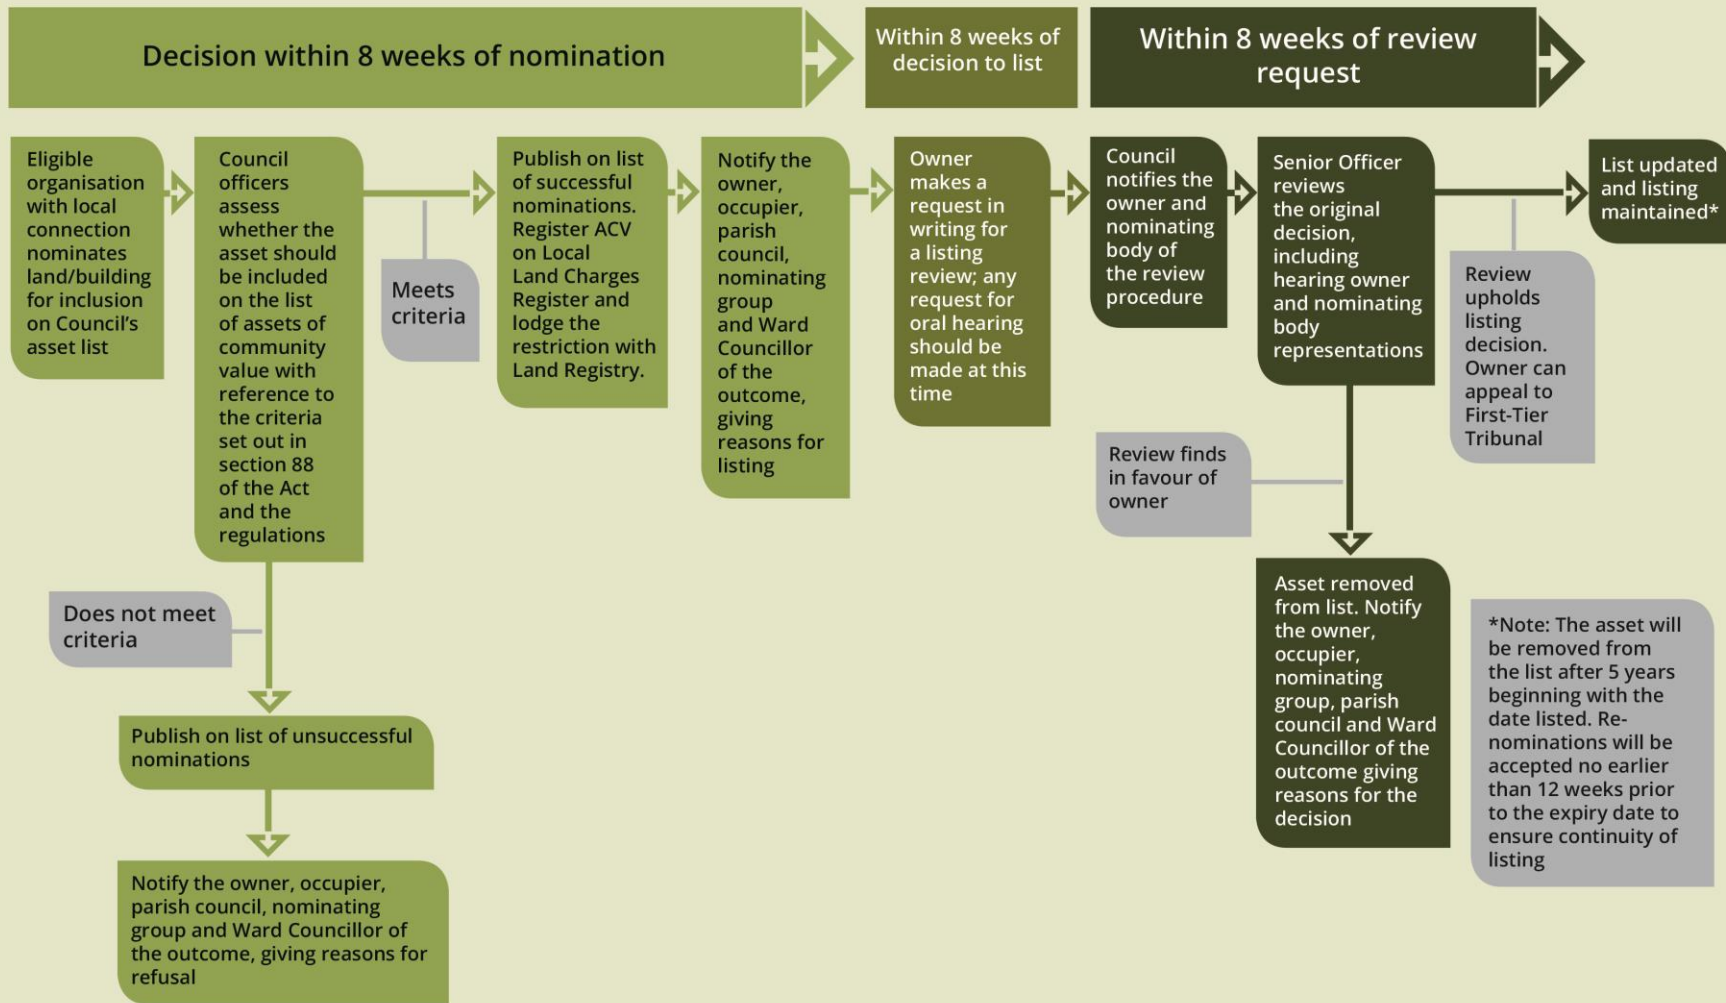 Decision within 8 weeks of nomination
Within 8 weeks of
decision to list
Within 8 weeks of review
request
Eligible
organisation
with local
connection
nominates
land/building
for inclusion
on Council’s
asset list
Council
officers
assess
whether the
asset should
be included
on the list
of assets of
community
value with
reference to
the criteria
set out in
section 88
of the Act
and the
regulations
Meets
criteria
Publish on list
of successful
nominations.
Register ACV
on Local
Land Charges
Register and
lodge the
restriction with
Land Registry.
Notify the
owner,
occupier,
parish
council,
nominating
group
and Ward
Councillor
of the
outcome,
giving
reasons for
listing
Owner
makes a
request in
writing for
a listing
review; any
request for
oral hearing
should be
made at this
time
Council
notifies the
owner and
nominating
body of
the review
procedure
Senior Officer
reviews
the original
decision,
including
hearing owner
and nominating
body
representations
List updated
and listing
maintained*
Review
upholds
listing
decision.
Owner can
appeal to
First-Tier
Tribunal
Review finds
in favour of
owner
Asset removed
from list. Notify
the owner,
occupier,
nominating
group, parish
council and Ward
Councillor of the
outcome giving
reasons for the
decision
*Note: The asset will
be removed from
the list after 5 years
beginning with the
date listed. Re-
nominations will be
accepted no earlier
than 12 weeks prior
to the expiry date to
ensure continuity of
listing
Does not meet
criteria
Publish on list of unsuccessful
nominations
Notify the owner, occupier,
parish council, nominating
group and Ward Councillor of
the outcome, giving reasons for
refusal